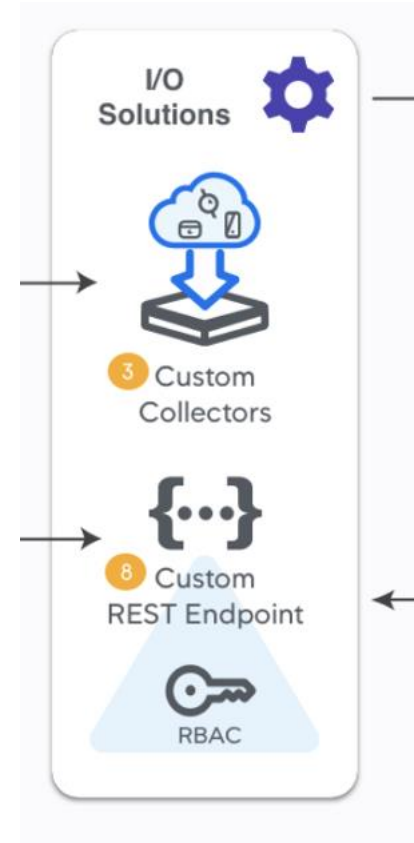 I/O
Solutions
3 Custom
Collectors
{...}
8 Custom
REST Endpoint
RBAC